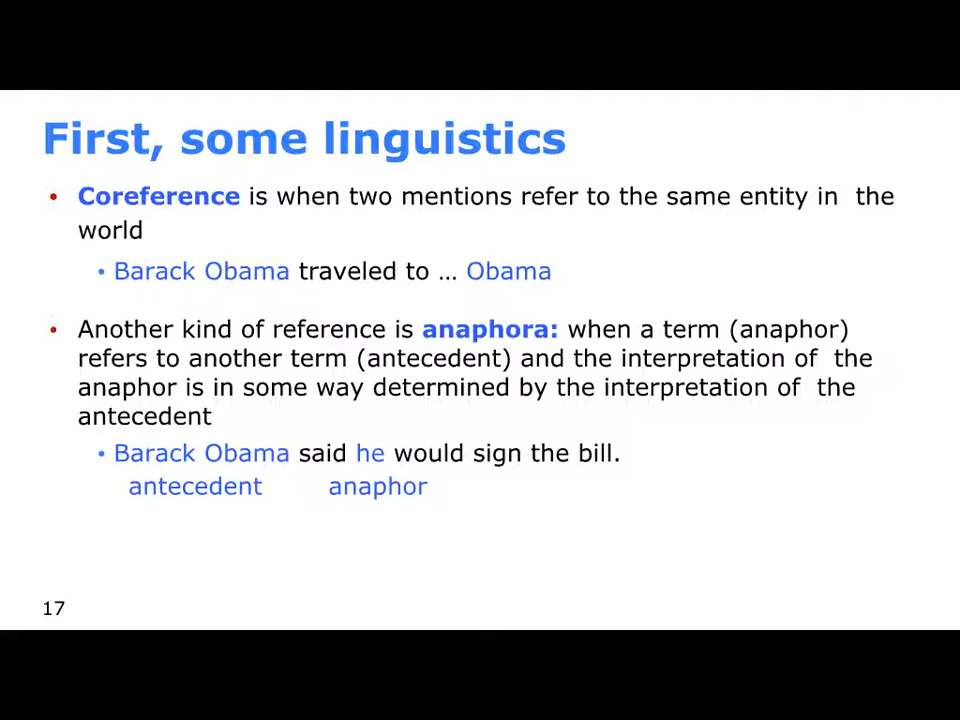 First, some linguistics
• Coreference is when two mentions refer to the same entity in the
world
• Barack Obama traveled to … Obama
• Another kind of reference is anaphora: when a term (anaphor)
refers to another term (antecedent) and the interpretation of the
anaphor is in some way determined by the interpretation of the
antecedent
• Barack Obama said he would sign the bill.
antecedent anaphor
17